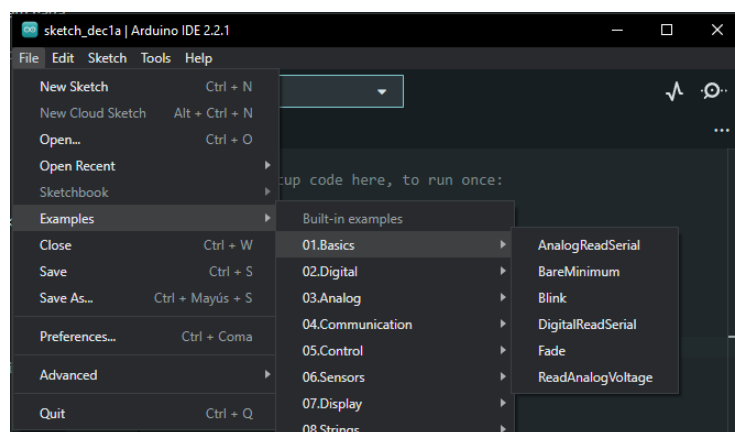 sketch_dec1a | Arduino IDE 2.2.1
File Edit Sketch Tools Help
New Sketch Ctrl + N
New Cloud Sketch Alt + Ctrl + N
Open... Ctrl + O
Open Recent
Sketchbook
Examples
Close Ctrl + W
Save Ctrl + S
Save As... Ctrl + Mayús + S
Preferences... Ctrl + Coma
Advanced
Quit Ctrl + Q
up code here, to run once:
Built-in examples
01.Basics
02.Digital
03.Analog
04.Communication
05.Control
06.Sensors
07.Display
08.Strings
AnalogReadSerial
BareMinimum
Blink
DigitalReadSerial
Fade
ReadAnalogVoltage